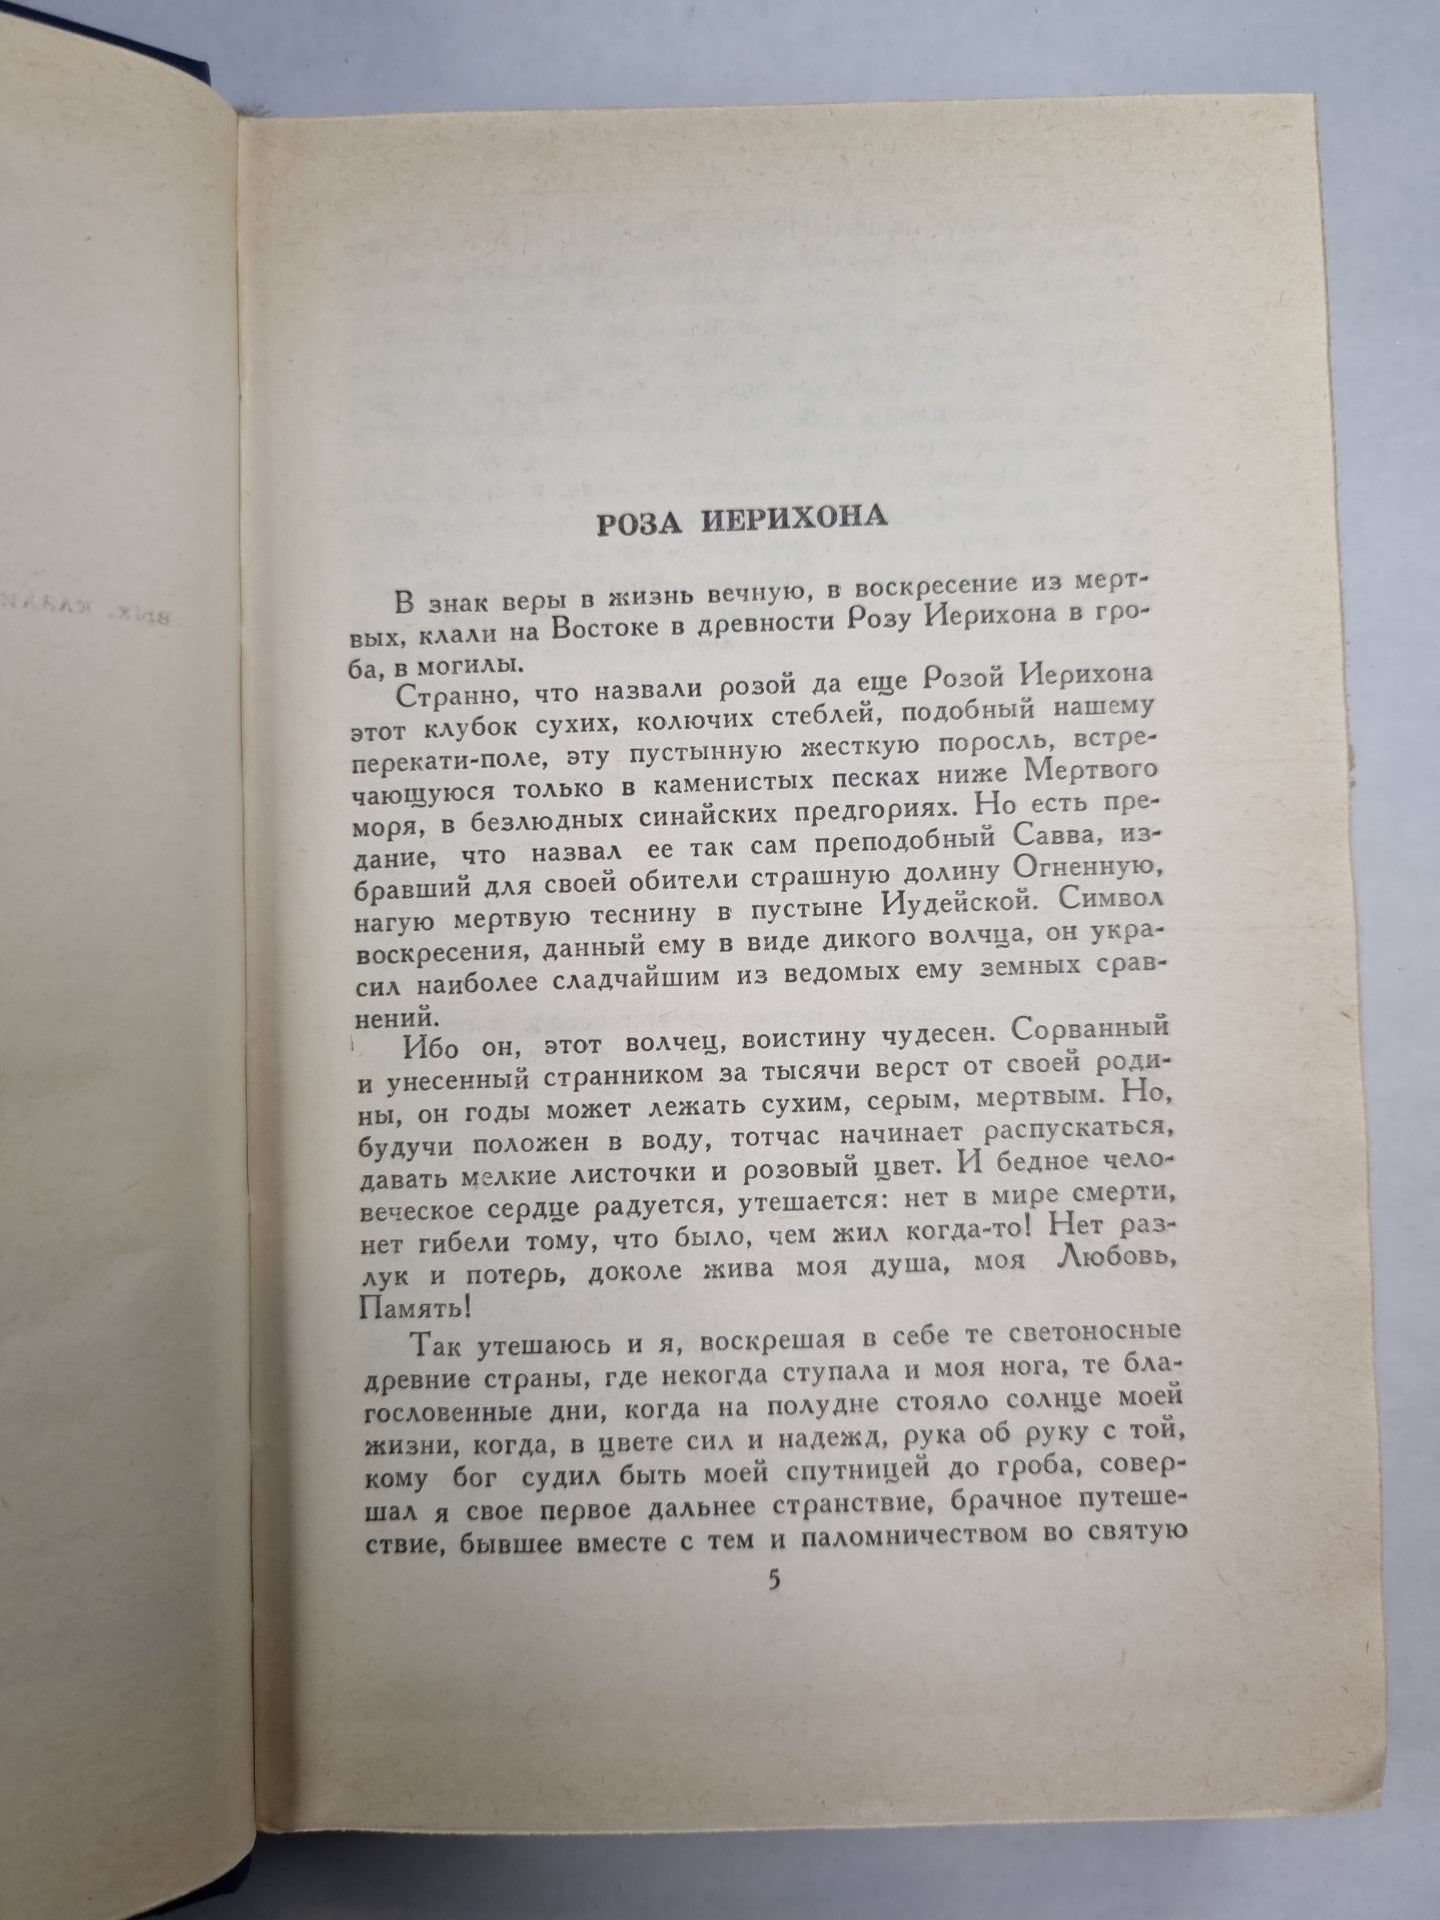 РОЗА ИЕРИХОНА
В знак веры в жизнь вечную, в воскресение из мерт-
вых, клали на Востоке в древности Розу Иерихона в гро-
ба, в могилы.
Странно, что назвали розой да еще Розой Иерихона
этот клубок сухих, колючих стеблей, подобный нашему
перекати-поле, эту пустынную жесткую поросль, встре-
чающуюся только в каменистых песках ниже Мертвого
моря, в безлюдных синайских предгориях. Но есть пре-
дание, что назвал ее так сам преподобный Савва, из-
бравший для своей обители страшную долину Огненную,
нагую мертвую теснину в пустыне Иудейской. Символ
воскресения, данный ему в виде дикого волчца, он укра-
сил наиболее сладчайшим из ведомых ему земных срав-
нений.
Ибо он, этот волчец, воистину чудесен. Сорванный
и унесенный странником за тысячи верст от своей роди-
ны, он годы может лежать сухим, серым, мертвым. Но,
будучи положен в воду, тотчас начинает распускаться,
давать мелкие листочки и розовый цвет. И бедное чело-
веческое сердце радуется, утешается: нет в мире смерти,
нет гибели тому, что было, чем жил когда-то! Нет раз-
лук и потерь, доколе жива моя душа, моя Любовь,
Память!
Так утешаюсь и я, воскрешая в себе те светоносные
древние страны, где некогда ступала и моя нога, те бла-
гословенные дни, когда на полудне стояло солнце моей
жизни, когда, в цвете сил и надежд, рука об руку с той,
кому бог судил быть моей спутницей до гроба, совер-
шал я свое первое дальнее странствие, брачное путеше-
ствие, бывшее вместе с тем и паломничеством во святую
5